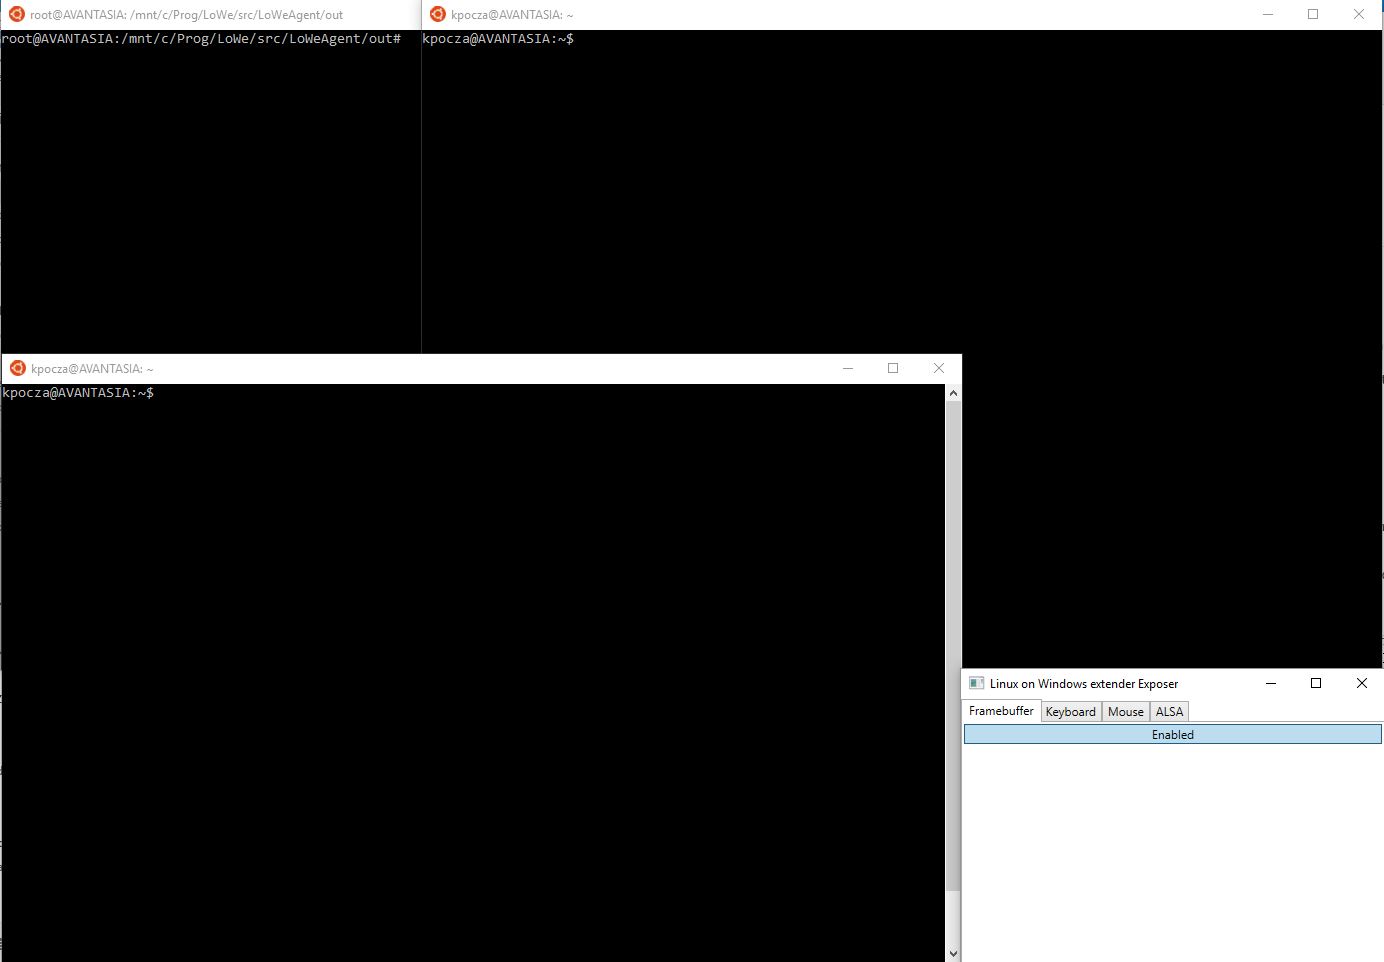 root@AVANTASIA: /mnt/c/Prog/LoWe/src/LoWeAgent/out
root@AVANTASIA:/mnt/c/Prog/LoWe/src/LoWeAgent/out#
kpocza@AVANTASIA: ~
kpocza@AVANTASIA:~$
kpocza@AVANTASIA: ~
kpocza@AVANTASIA:~$
Linux on Windows extender Exposer
Framebuffer Keyboard Mouse ALSA
Enabled